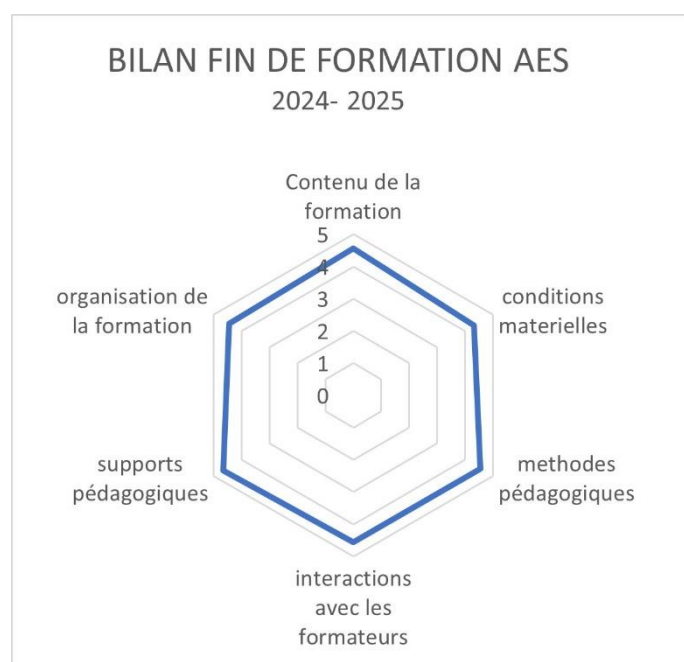 BILAN FIN DE FORMATION AES
2024- 2025
Contenu de la
formation
5
4
3
2
1
0
conditions
materielles
methodes
pédagogiques
interactions
avec les
formateurs
supports
pédagogiques
organisation de
la formation